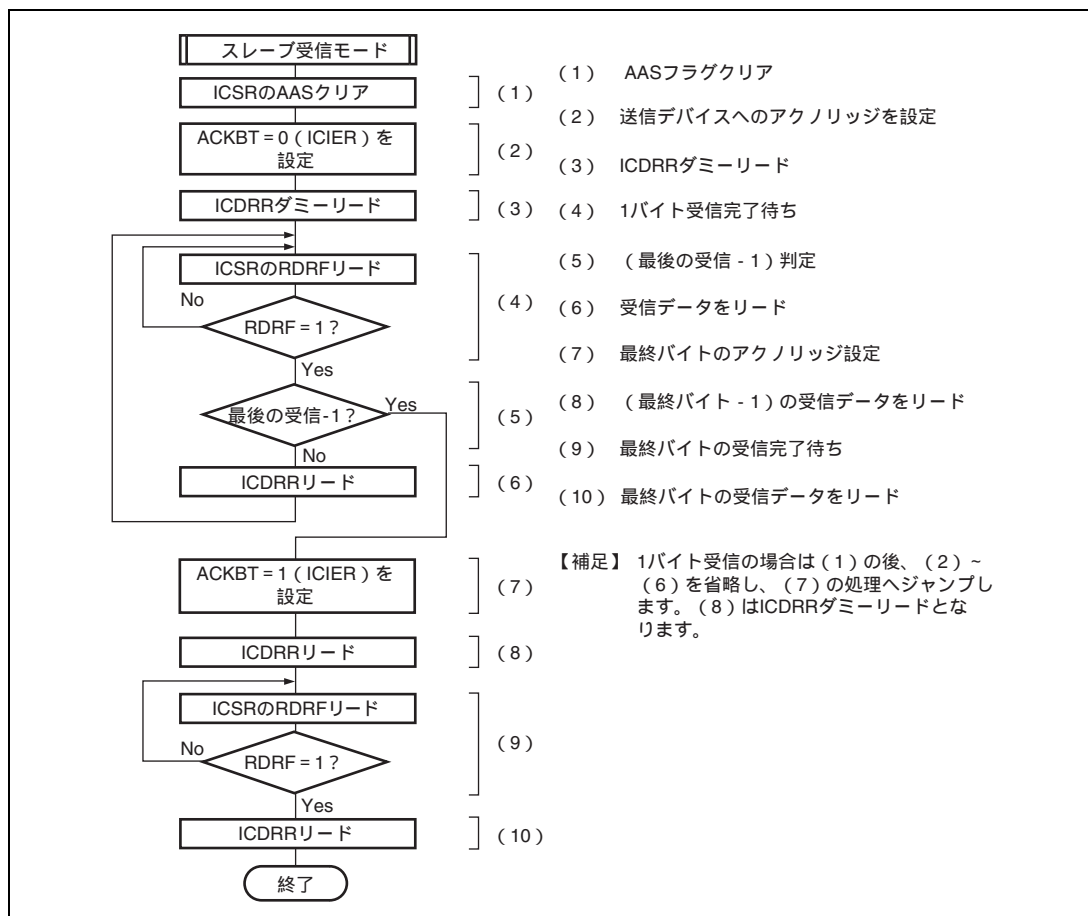 スレーブ受信モード
ICSRのAASクリア
(1)
ACKBT=0(ICIER)を
設定
(2)
ICDRRダミーリード
(3)
ICSRのRDRFリード
No
RDRF=1?
(4)
Yes
最後の受信-1?
Yes
(5)
No
ICDRRリード
(6)
ACKBT=1(ICIER)を
設定
(7)
ICDRRリード
(8)
ICSRのRDRFリード
No
RDRF=1?
(9)
Yes
ICDRRリード
(10)
終了
(1) AASフラグクリア
(2) 送信デバイスへのアクノリッジを設定
(3) ICDRRダミーリード
(4) 1バイト受信完了待ち
(5) (最後の受信 - 1)判定
(6) 受信データをリード
(7) 最終バイトのアクノリッジ設定
(8) (最終バイト - 1)の受信データをリード
(9) 最終バイトの受信完了待ち
(10) 最終バイトの受信データをリード
【補足】 1バイト受信の場合は(1)の後、(2)~
(6)を省略し、(7)の処理へジャンプし
ます。(8)はICDRRダミーリードとな
ります。